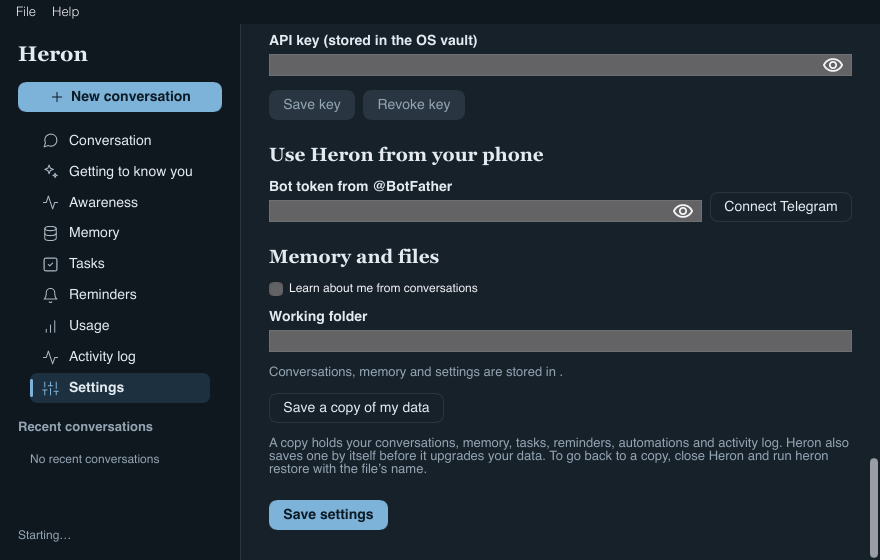 File Help
Heron
New conversation
Conversation
Getting to know you
Awareness
Memory
Tasks
Reminders
Usage
Activity log
Settings
Recent conversations
No recent conversations
Starting…
API key (stored in the OS vault)
Save key
Revoke key
Use Heron from your phone
Bot token from @BotFather
Connect Telegram
Memory and files
Learn about me from conversations
Working folder
Conversations, memory and settings are stored in .
Save a copy of my data
A copy holds your conversations, memory, tasks, reminders, automations and activity log. Heron also
saves one by itself before it upgrades your data. To go back to a copy, close Heron and run heron
restore with the file’s name.
Save settings